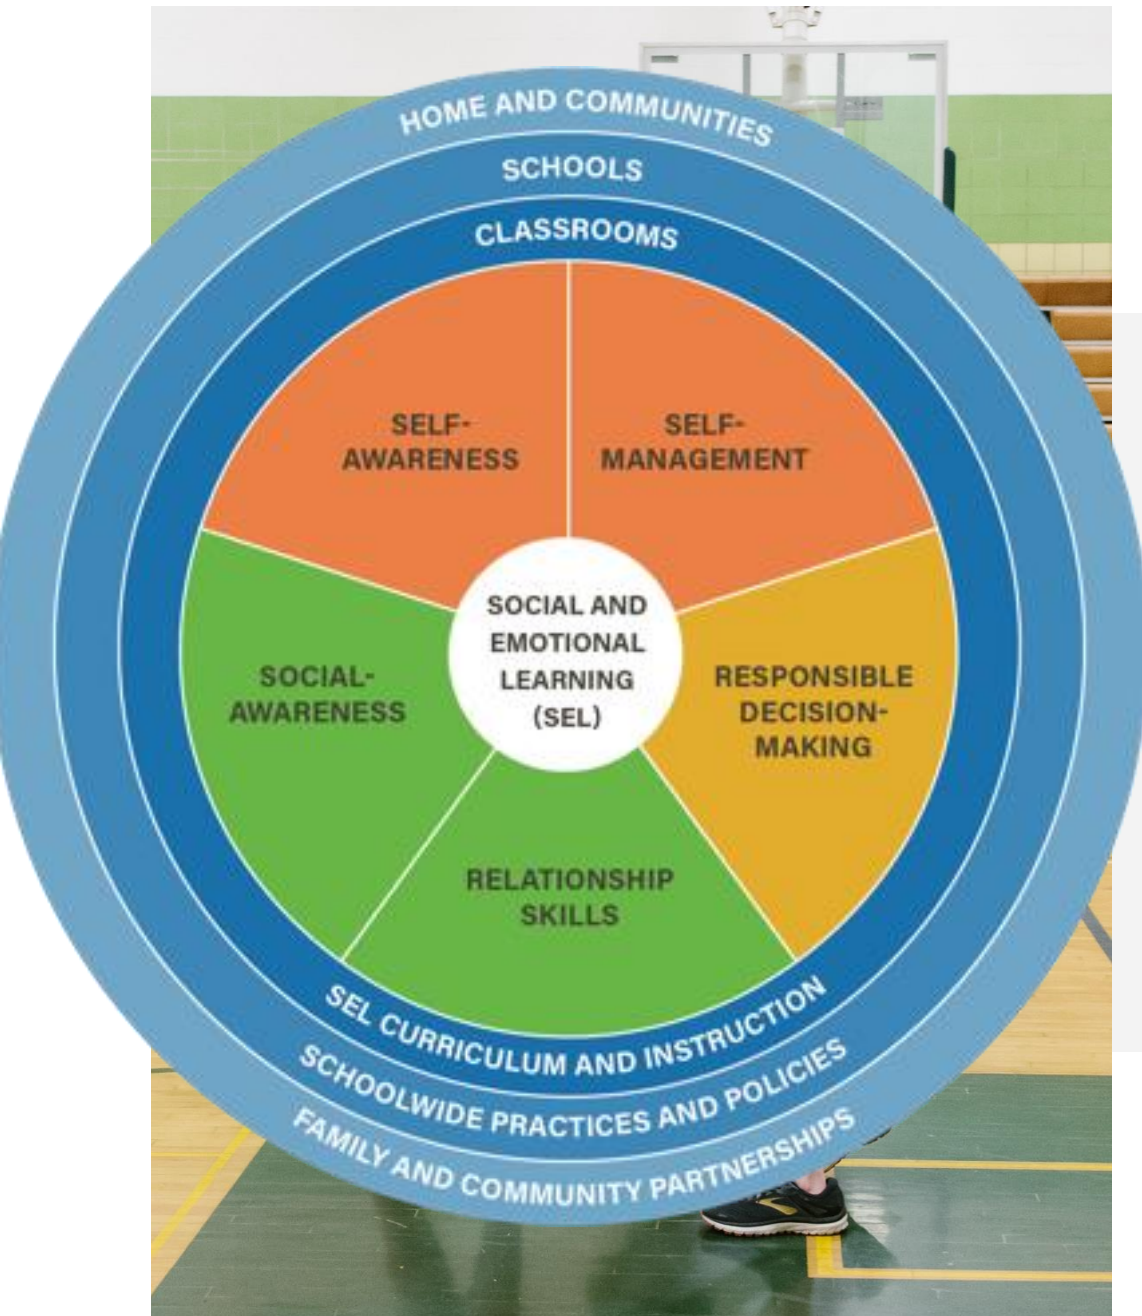 HOME AND COMMUNITIES
SCHOOLS
CLASSROOMS
SELF-
AWARENESS
SELF-
MANAGEMENT
SOCIAL AND
EMOTIONAL
LEARNING
(SEL)
SOCIAL-
AWARENESS
RESPONSIBLE
DECISION-
MAKING
RELATIONSHIP
SKILLS
SEL CURRICULUM AND INSTRUCTION
SCHOOLWIDE PRACTICES AND POLICIES
FAMILY AND COMMUNITY PARTNERSHIPS